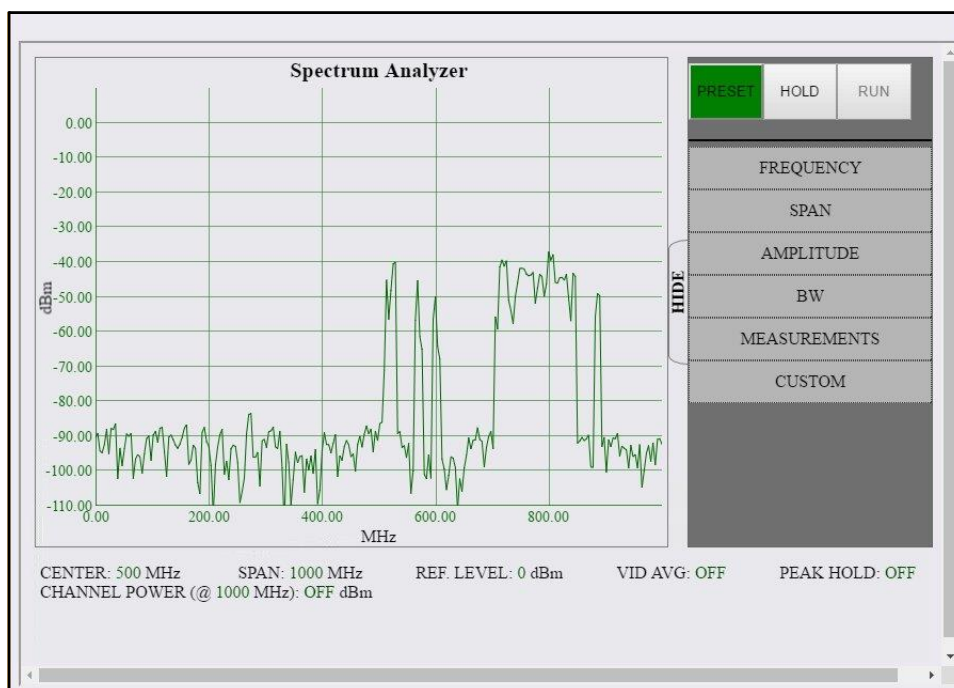 Spectrum Analyzer
PRESET HOLD RUN
0.00
-10.00
-20.00
-30.00
-40.00
-50.00
-60.00
-70.00
-80.00
-90.00
-100.00
-110.00
dBm
0.00 200.00 400.00 600.00 800.00
MHz
HIDE
FREQUENCY
SPAN
AMPLITUDE
BW
MEASUREMENTS
CUSTOM
CENTER: 500 MHz SPAN: 1000 MHz REF. LEVEL: 0 dBm VID AVG: OFF PEAK HOLD: OFF
CHANNEL POWER (@ 1000 MHz): OFF dBm